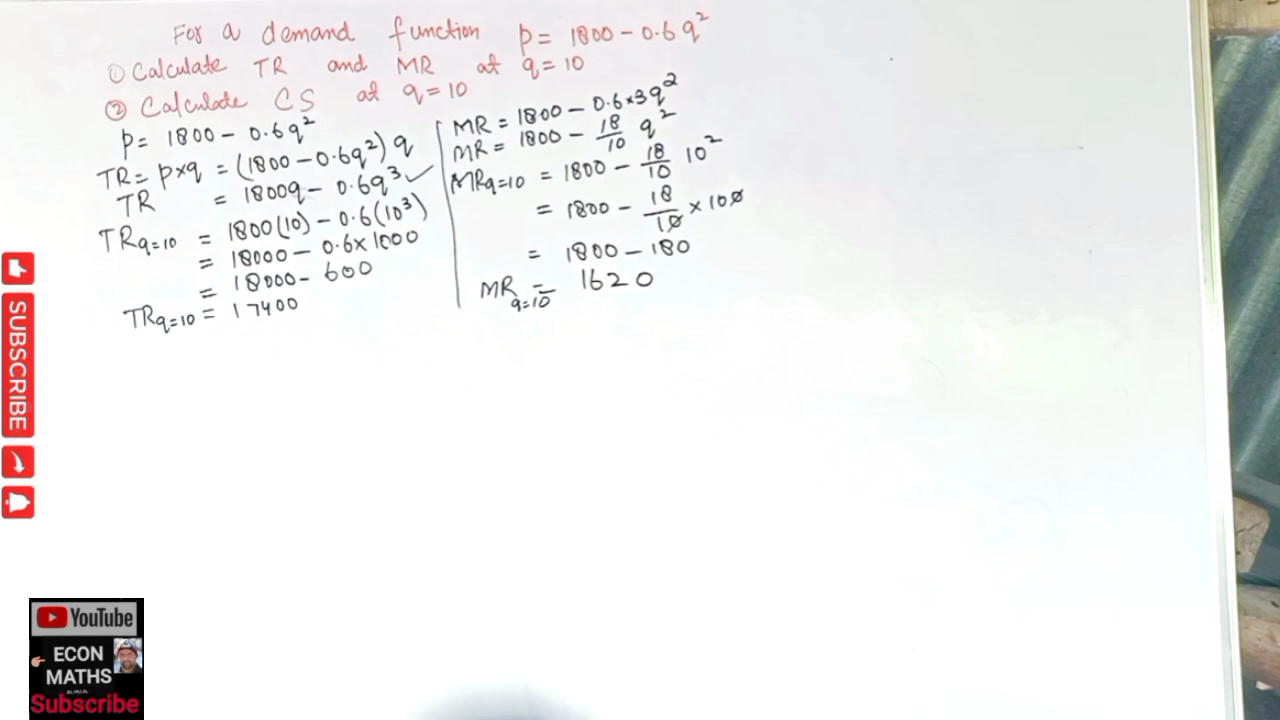 For a demand function p = 1800 - 0.6q²
① Calculate TR and MR at q = 10
② Calculate CS at q = 10
p = 1800 - 0.6q²
TR = p×q = (1800 - 0.6q²) q
TR = 1800q - 0.6q³ ✓
TRq=10 = 1800(10) - 0.6(10³)
= 18000 - 0.6×1000
= 18000 - 600
TRq=10 = 17400
MR = 1800 - 0.6×3q²
MR = 1800 - 18/10 q²
MRq=10 = 1800 - 18/10 10²
= 1800 - 18/10 × 100
= 1800 - 180
MRq=10 = 1620
SUBSCRIBE
YouTube
ECON
MATHS
Subscribe